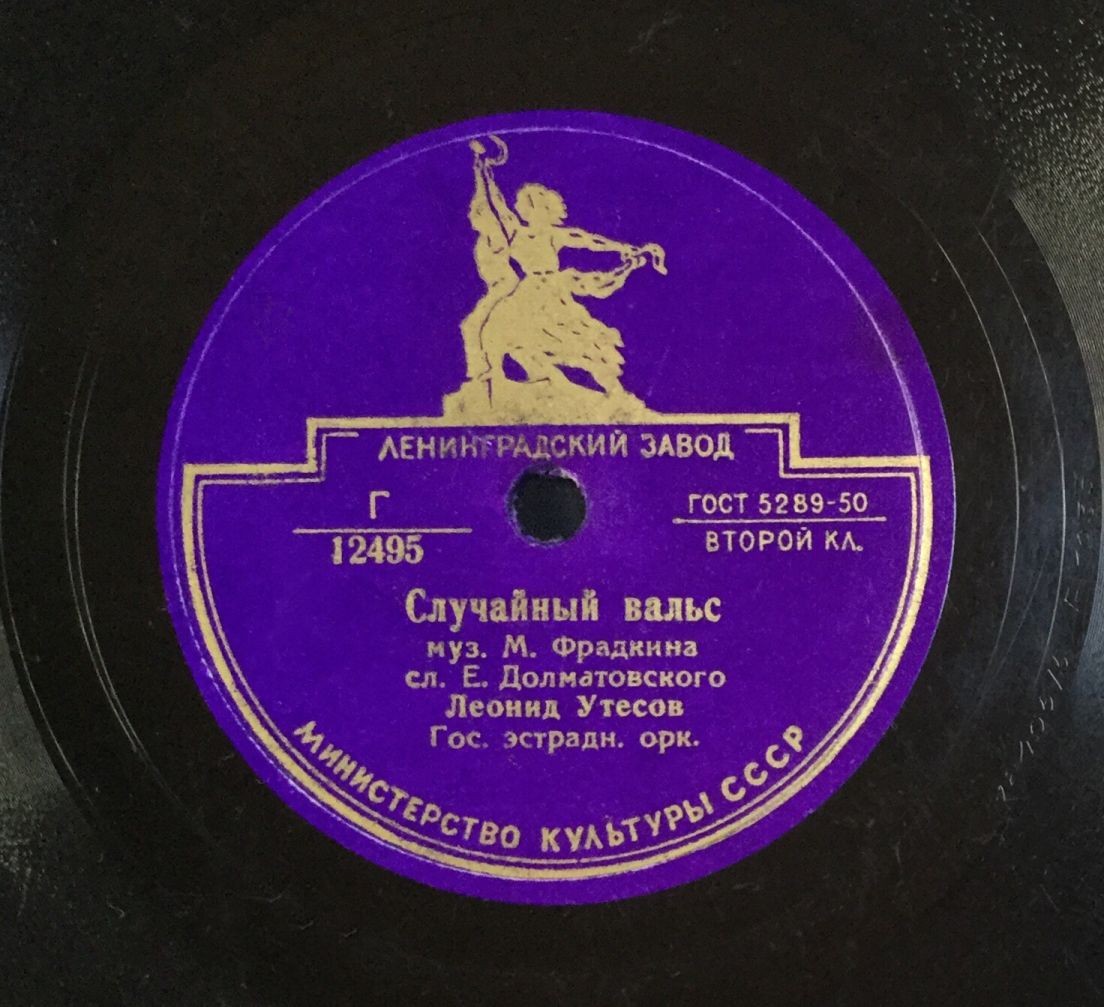 ЛЕНИНГРАДСКИЙ ЗАВОД
Г
12495
ГОСТ 5289-50
ВТОРОЙ КЛ.
Случайный вальс
муз. М. Фрадкина
сл. Е. Долматовского
Леонид Утесов
Гос. эстрадн. орк.
МИНИСТЕРСТВО КУЛЬТУРЫ СССР